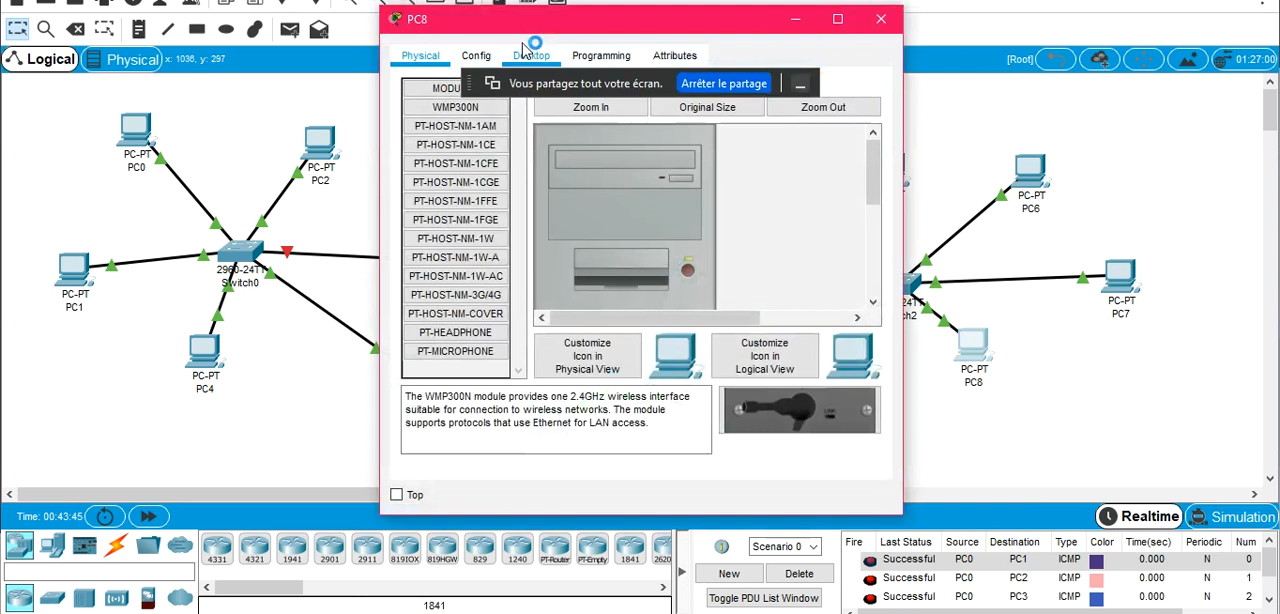 PC8
Logical
Physical
x: 1036, y: 297
[Root]
01:27:00
Physical
Config
Desktop
Programming
Attributes
Vous partagez tout votre écran.
Arrêter le partage
MODU
WMP300N
PT-HOST-NM-1AM
PT-HOST-NM-1CE
PT-HOST-NM-1CFE
PT-HOST-NM-1CGE
PT-HOST-NM-1FFE
PT-HOST-NM-1FGE
PT-HOST-NM-1W
PT-HOST-NM-1W-A
PT-HOST-NM-1W-AC
PT-HOST-NM-3G/4G
PT-HOST-NM-COVER
PT-HEADPHONE
PT-MICROPHONE
Zoom In
Original Size
Zoom Out
Customize
Icon in
Physical View
Customize
Icon in
Logical View
The WMP300N module provides one 2.4GHz wireless interface
suitable for connection to wireless networks. The module
supports protocols that use Ethernet for LAN access.
Top
PC-PT
PC0
PC-PT
PC2
PC-PT
PC1
2960-24TT
Switch0
PC-PT
PC4
PC-PT
PC6
PC-PT
PC7
PC-PT
PC8
Time: 00:43:45
Realtime
Simulation
4331
4321
1941
2901
2911
819IOX
819HGW
829
1240
PT-Router
PT-Empty
1841
2620
1841
Scenario 0
New
Delete
Toggle PDU List Window
Fire Last Status Source Destination Type Color Time(sec) Periodic Num
Successful PC0 PC1 ICMP 0.000 N 0
Successful PC0 PC2 ICMP 0.000 N 1
Successful PC0 PC3 ICMP 0.000 N 2